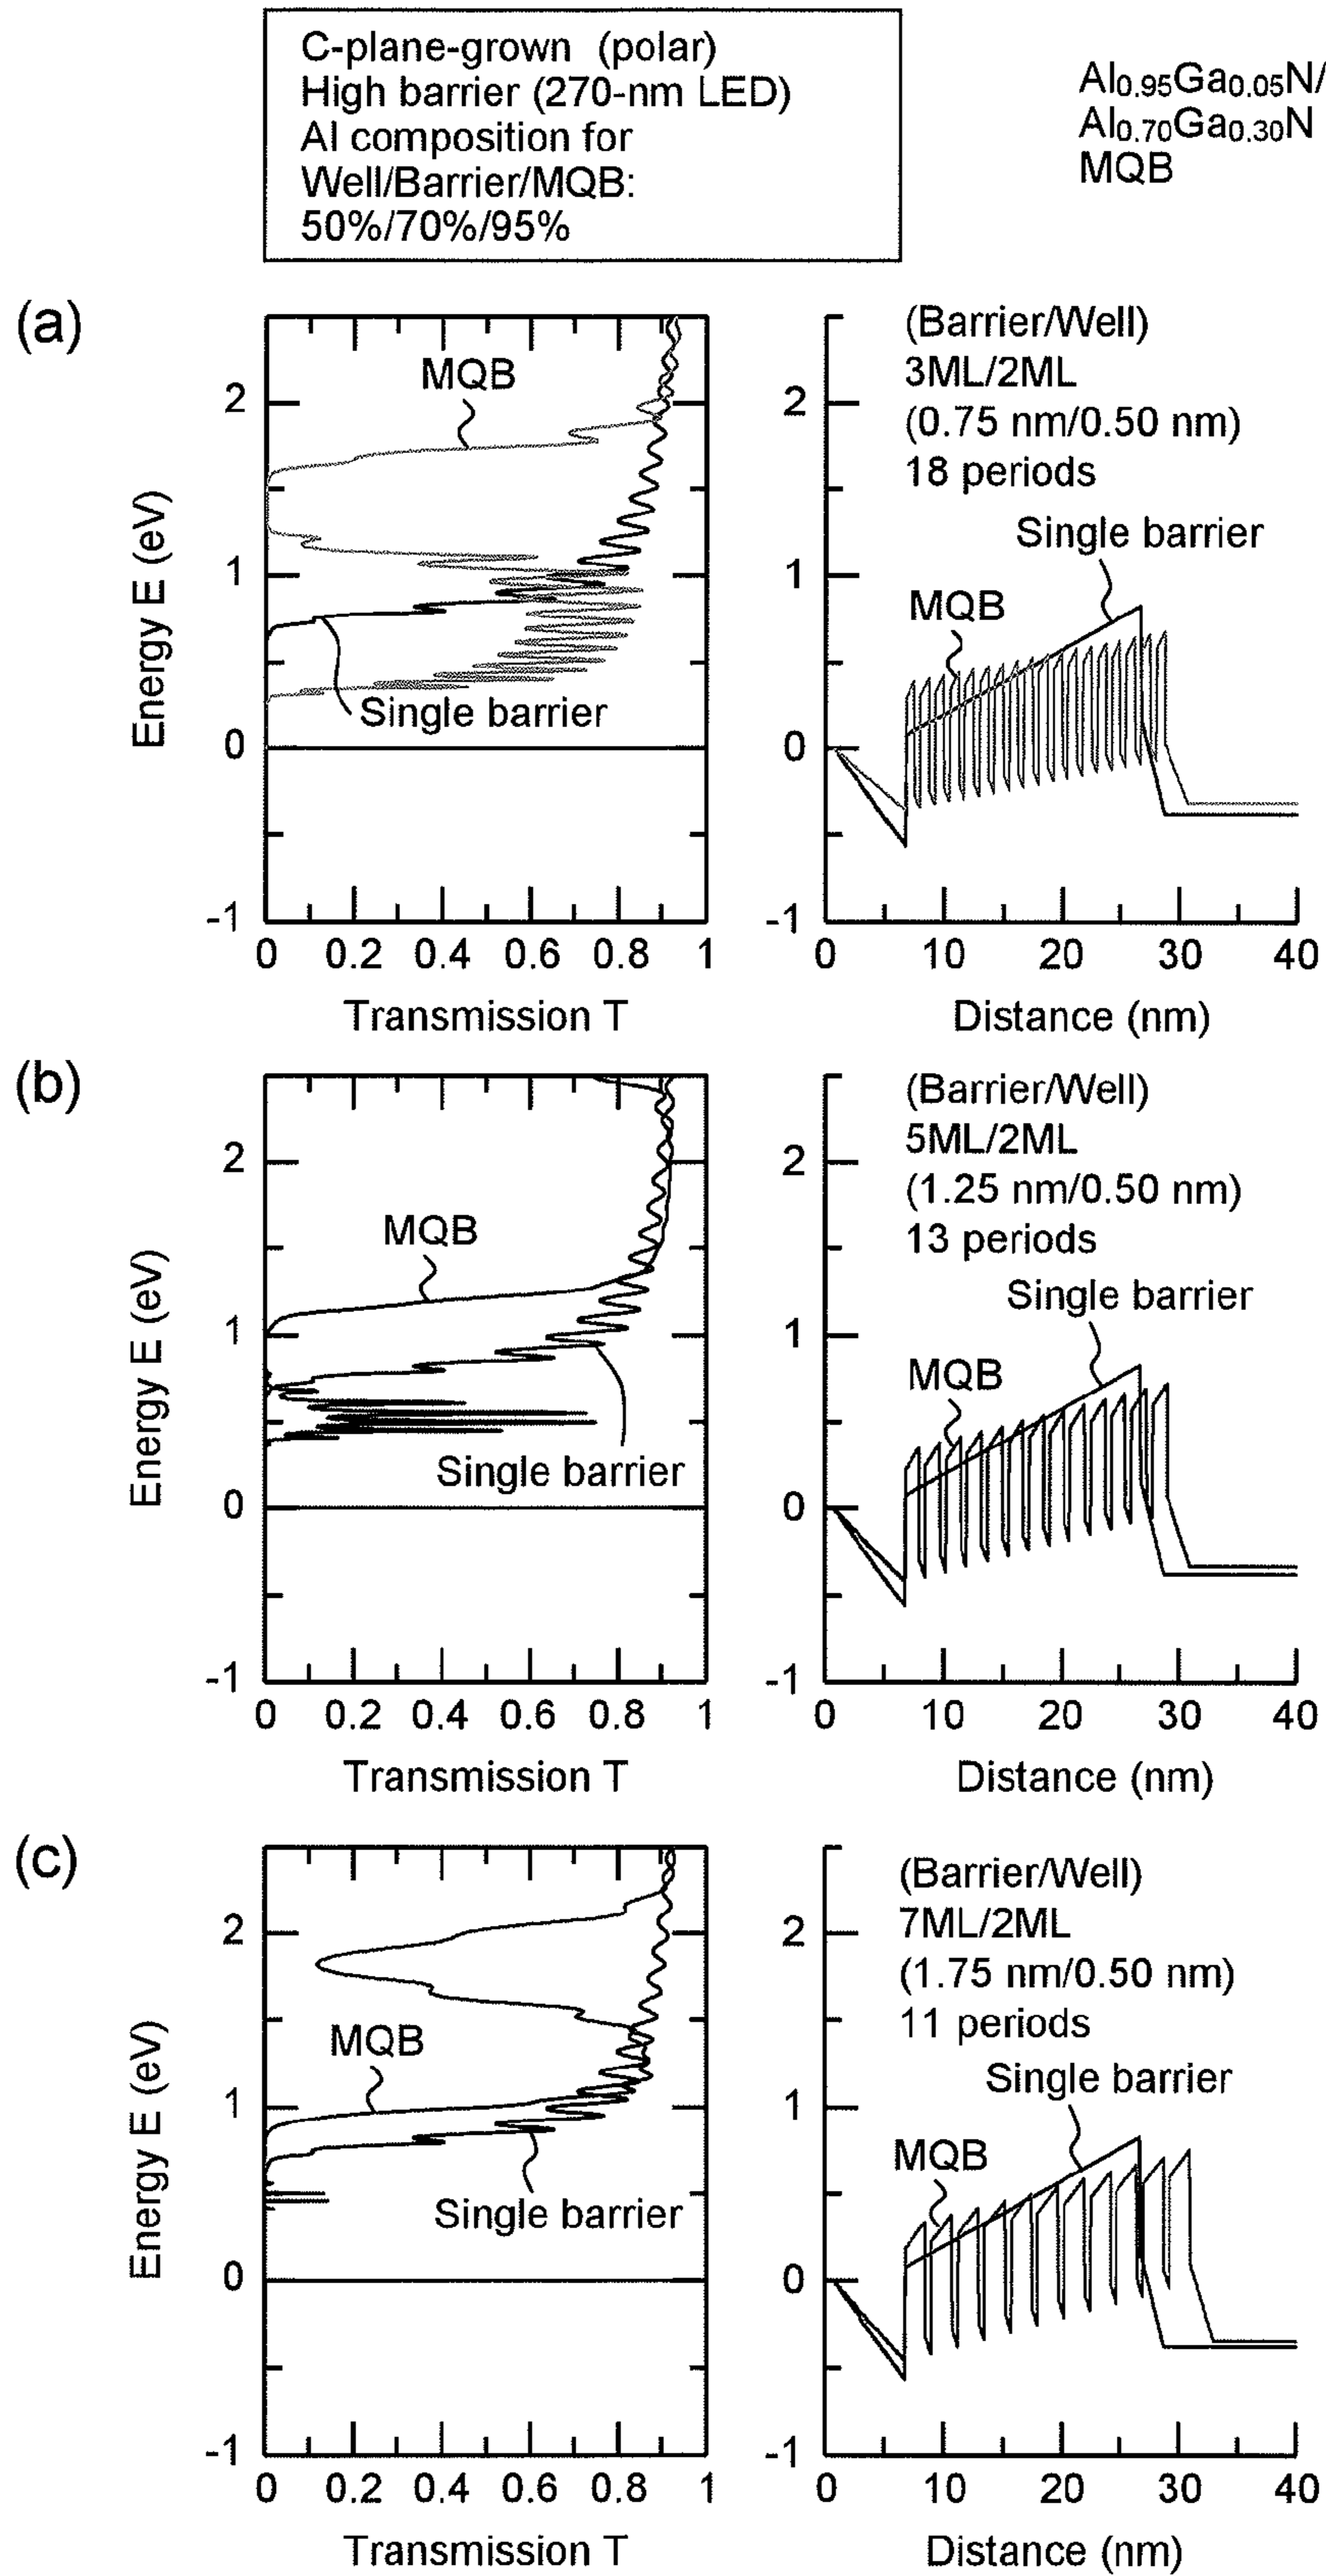 C-plane-grown (polar)
High barrier (270-nm LED)
Al composition for
Well/Barrier/MQB:
50%/70%/95%
Al0.95Ga0.05N/
Al0.70Ga0.30N
MQB
(a)
Energy E (eV)
2
1
0
-1
MQB
Single barrier
0 0.2 0.4 0.6 0.8 1
Transmission T
2
1
0
-1
(Barrier/Well)
3ML/2ML
(0.75 nm/0.50 nm)
18 periods
Single barrier
MQB
0 10 20 30 40
Distance (nm)
(b)
Energy E (eV)
2
1
0
-1
MQB
Single barrier
0 0.2 0.4 0.6 0.8 1
Transmission T
2
1
0
-1
(Barrier/Well)
5ML/2ML
(1.25 nm/0.50 nm)
13 periods
Single barrier
MQB
0 10 20 30 40
Distance (nm)
(c)
Energy E (eV)
2
1
0
-1
MQB
Single barrier
0 0.2 0.4 0.6 0.8 1
Transmission T
2
1
0
-1
(Barrier/Well)
7ML/2ML
(1.75 nm/0.50 nm)
11 periods
Single barrier
MQB
0 10 20 30 40
Distance (nm)